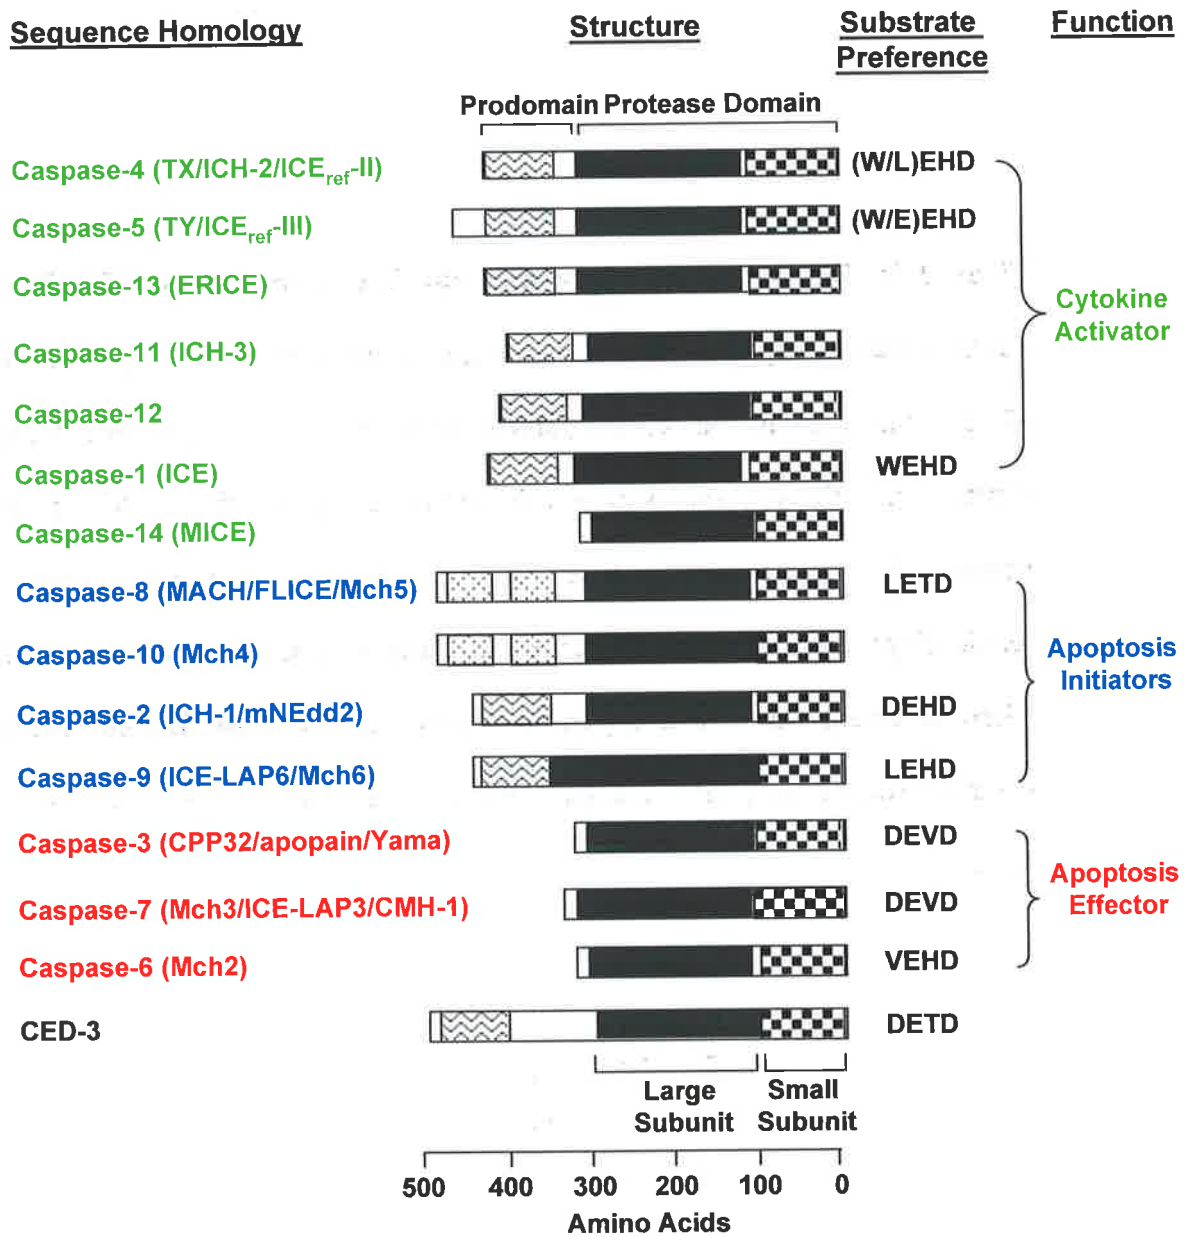 Sequence Homology Structure Substrate Preference Function
Prodomain Protease Domain
Caspase-4 (TX/ICH-2/ICEref-II) (W/L)EHD
Caspase-5 (TY/ICEref-III) (W/E)EHD
Caspase-13 (ERICE)
Cytokine
Activator
Caspase-11 (ICH-3)
Caspase-12
Caspase-1 (ICE) WEHD
Caspase-14 (MICE)
Caspase-8 (MACH/FLICE/Mch5) LETD
Caspase-10 (Mch4)
Apoptosis
Initiators
Caspase-2 (ICH-1/mNEdd2) DEHD
Caspase-9 (ICE-LAP6/Mch6) LEHD
Caspase-3 (CPP32/apopain/Yama) DEVD
Apoptosis
Effector
Caspase-7 (Mch3/ICE-LAP3/CMH-1) DEVD
Caspase-6 (Mch2) VEHD
CED-3 DETD
Large Subunit
Small Subunit
500 400 300 200 100 0
Amino Acids